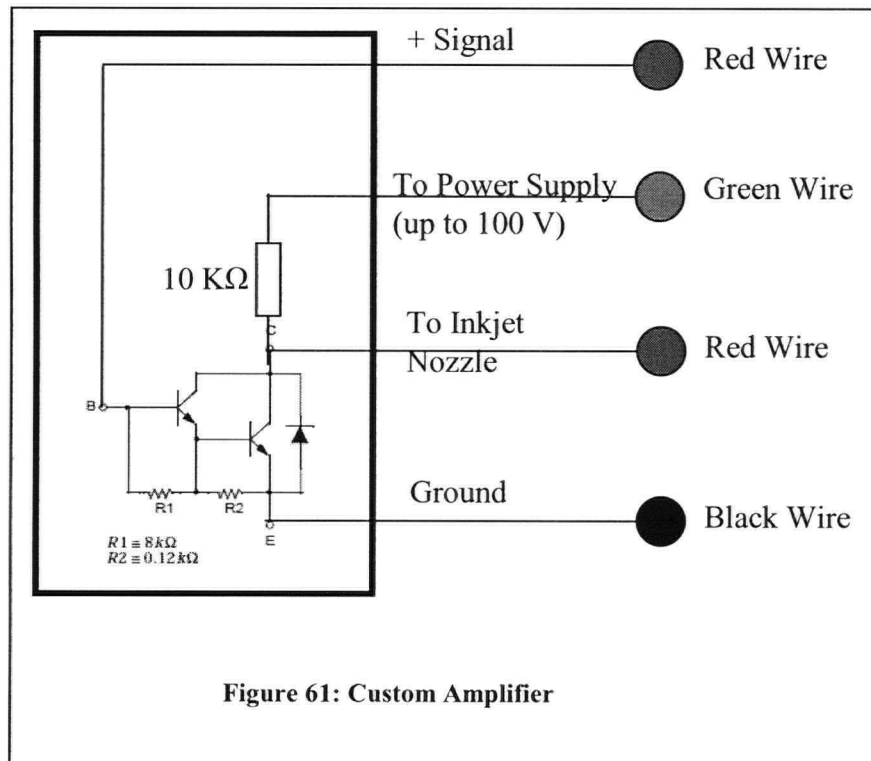 + Signal
Red Wire
To Power Supply
(up to 100 V)
Green Wire
10 KΩ
C
To Inkjet
Nozzle
Red Wire
B
R1
R2
Ground
Black Wire
E
R1≅8kΩ
R2≅0.12kΩ
Figure 61: Custom Amplifier